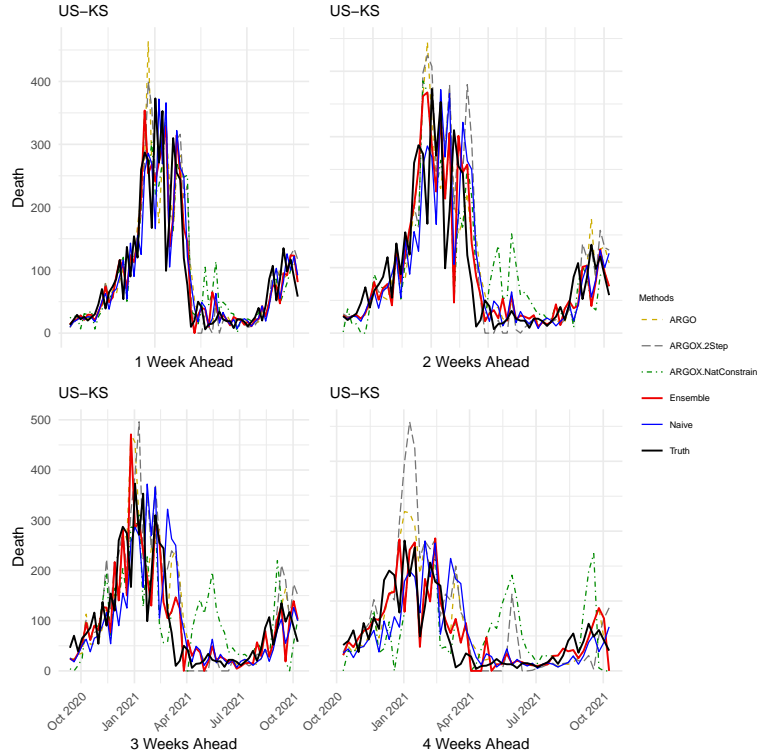 US−KS
US−KS
Death
400
300
200
100
0
1 Week Ahead
2 Weeks Ahead
Methods
ARGO
ARGOX.2Step
ARGOX.NatConstrain
Ensemble
Naive
Truth
US−KS
US−KS
Death
500
400
300
200
100
0
Oct 2020
Jan 2021
Apr 2021
Jul 2021
Oct 2021
Oct 2020
Jan 2021
Apr 2021
Jul 2021
Oct 2021
3 Weeks Ahead
4 Weeks Ahead